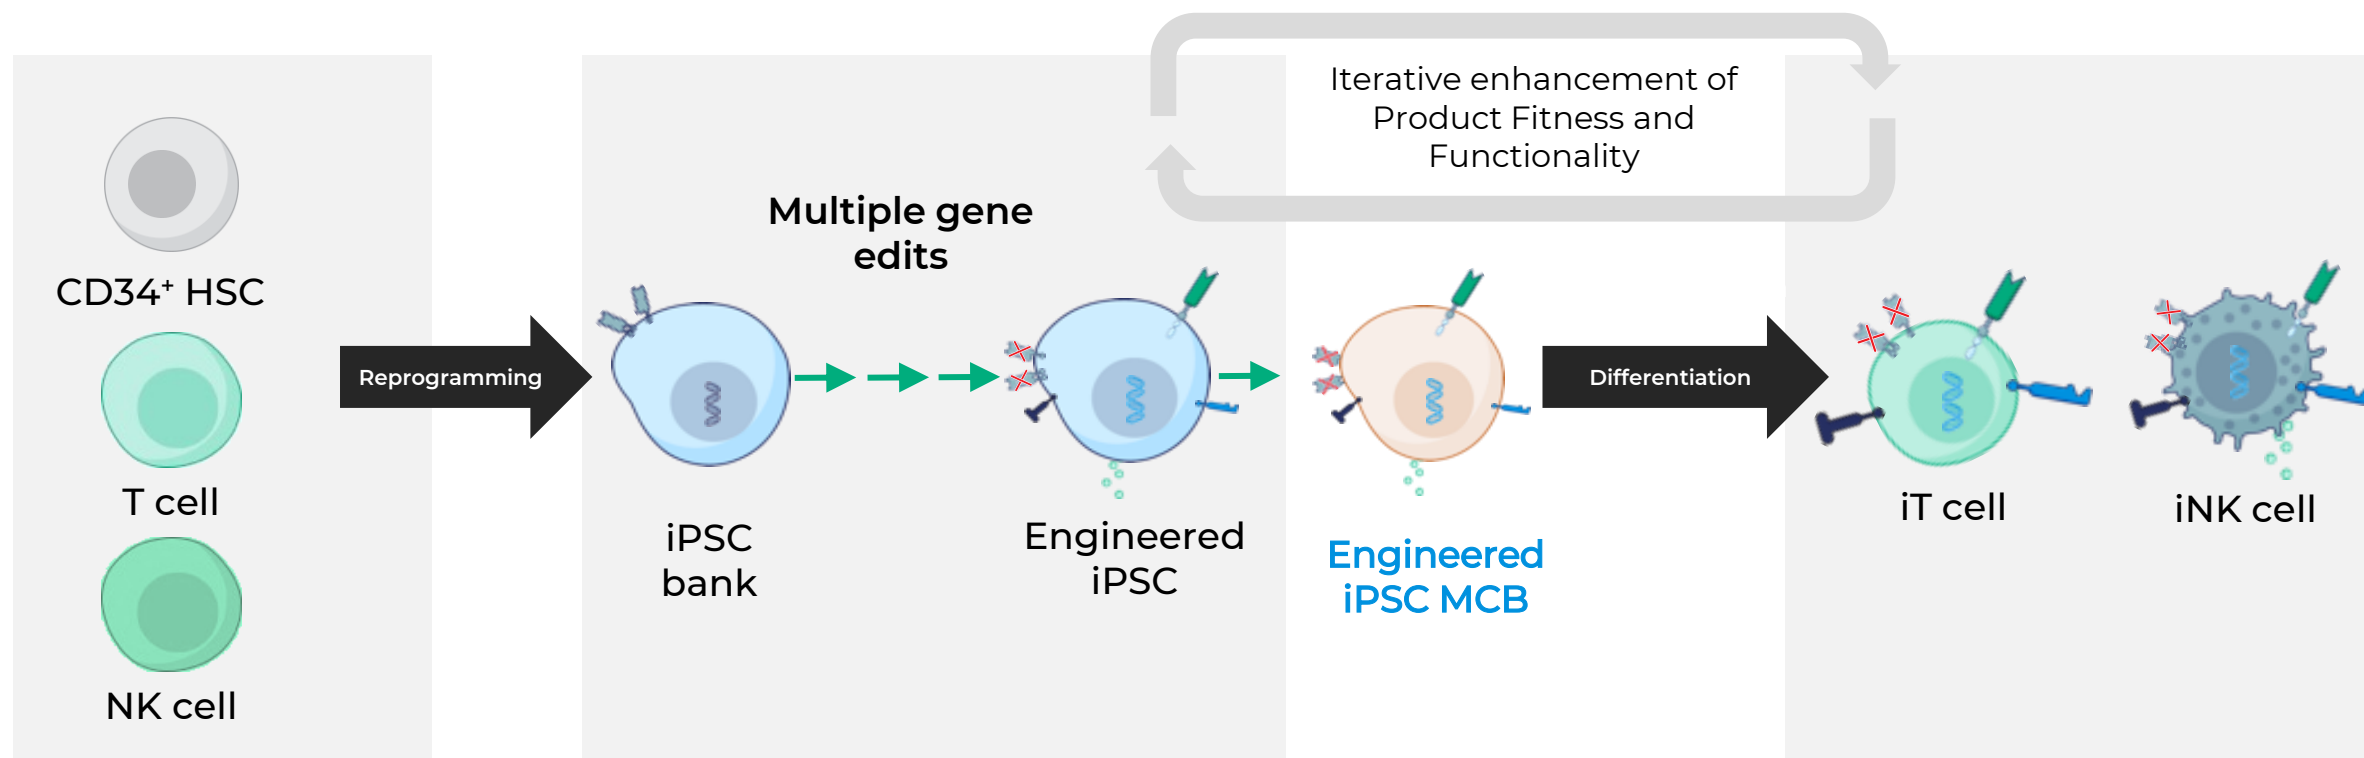 CD34⁺ HSC
T cell
NK cell
Reprogramming
Multiple gene
edits
iPSC
bank
Engineered
iPSC
Iterative enhancement of
Product Fitness and
Functionality
Engineered
iPSC MCB
Differentiation
iT cell
iNK cell